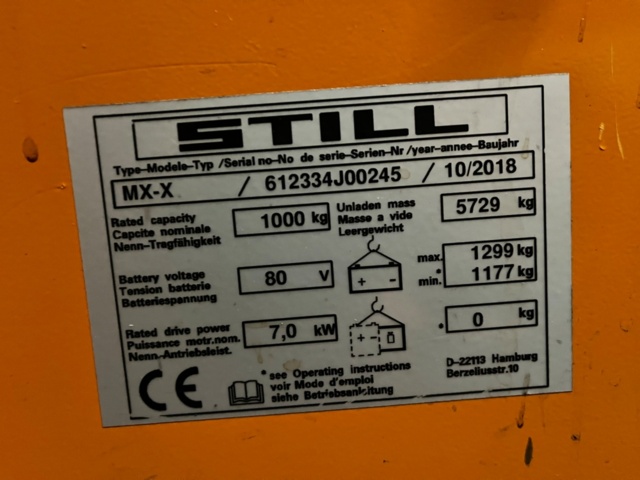 STILL
Type-Modele-Typ /Serial no-No de serie-Serien-Nr /year-annee-Baujahr
MX-X / 612334J00245 / 10/2018
Rated capacity
Capcite nominale
Nenn-Tragfähigkeit
1000 kg
Unladen mass
Masse a vide
Leergewicht
5729 kg
Battery voltage
Tension batterie
Batteriespannung
80 V
+ -
max. 1299 kg
min.* 1177 kg
Rated drive power
Puissance motr.nom.
Nenn.-Antriebsleist.
7,0 kW
+ -
* 0 kg
CE
*see Operating instructions
voir Mode d'emploi
siehe Betriebsanleitung
D-22113 Hamburg
Berzeliusstr.10